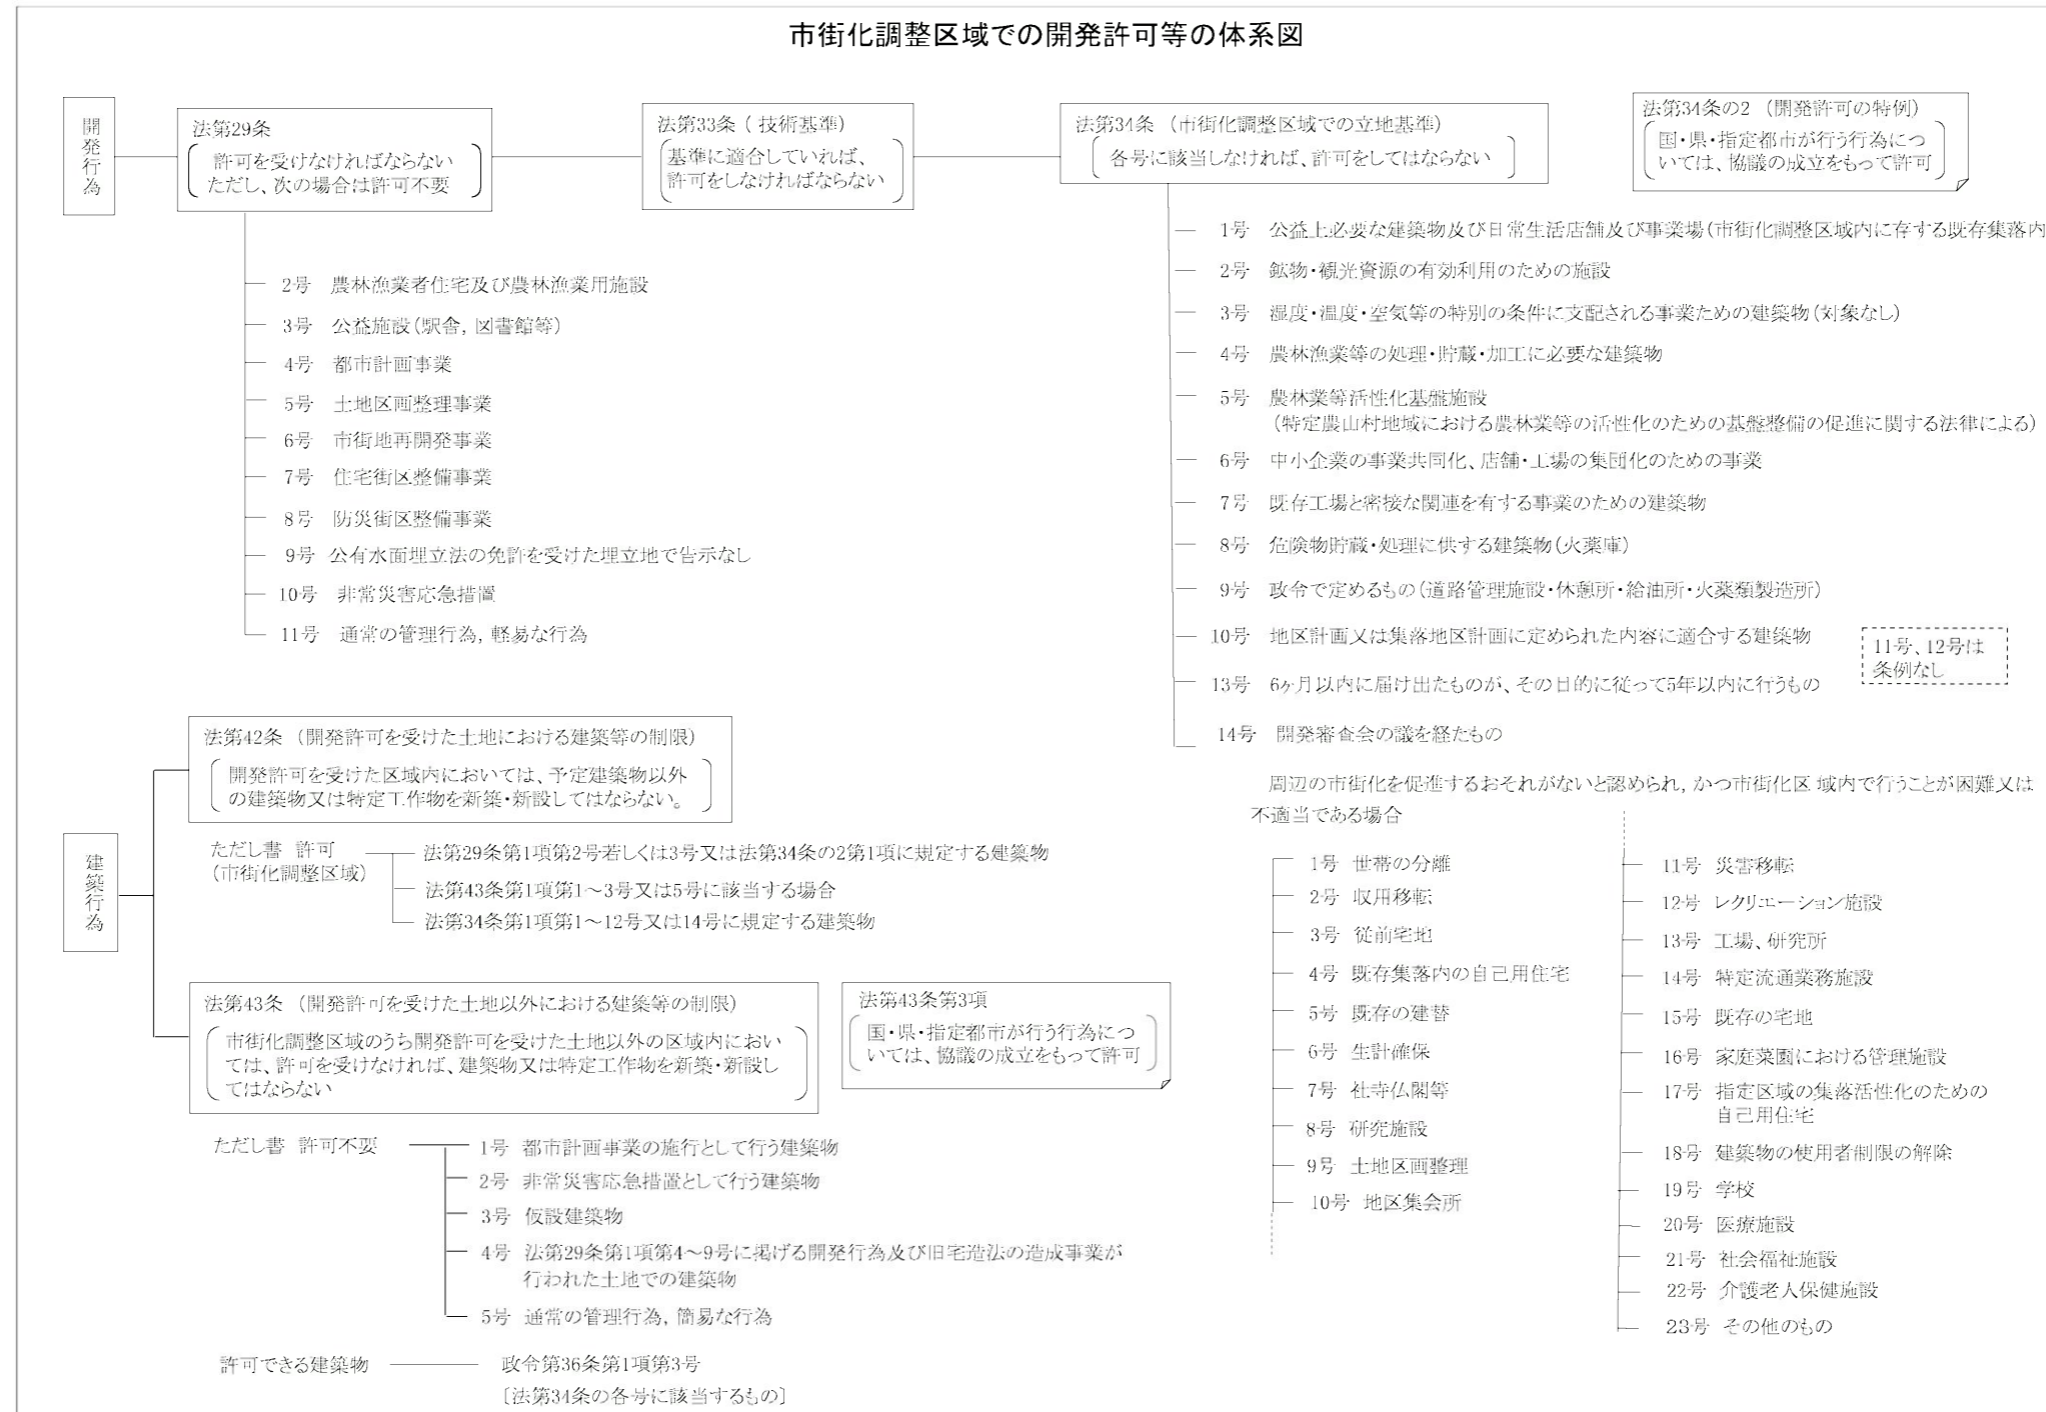 市街化調整区域での開発許可等の体系図
開発行為
法第29条
許可を受けなければならない
ただし、次の場合は許可不要
法第33条（技術基準）
基準に適合していれば、
許可をしなければならない
法第34条（市街化調整区域での立地基準）
各号に該当しなければ、許可をしてはならない
法第34条の2（開発許可の特例）
国・県・指定都市が行う行為につ
いては、協議の成立をもって許可
2号 農林漁業者住宅及び農林漁業用施設
3号 公益施設（駅舎，図書館等）
4号 都市計画事業
5号 土地区画整理事業
6号 市街地再開発事業
7号 住宅街区整備事業
8号 防災街区整備事業
9号 公有水面埋立法の免許を受けた埋立地で告示なし
10号 非常災害応急措置
11号 通常の管理行為，軽易な行為
1号 公益上必要な建築物及び日常生活店舗及び事業場（市街化調整区域内に存する既存集落内
2号 鉱物・観光資源の有効利用のための施設
3号 湿度・温度・空気等の特別の条件に支配される事業ための建築物（対象なし）
4号 農林漁業等の処理・貯蔵・加工に必要な建築物
5号 農林業等活性化基盤施設
（特定農山村地域における農林業等の活性化のための基盤整備の促進に関する法律による）
6号 中小企業の事業共同化、店舗・工場の集団化のための事業
7号 既存工場と密接な関連を有する事業のための建築物
8号 危険物貯蔵・処理に供する建築物（火薬庫）
9号 政令で定めるもの（道路管理施設・休憩所・給油所・火薬類製造所）
10号 地区計画又は集落地区計画に定められた内容に適合する建築物
11号、12号は
条例なし
13号 6ヶ月以内に届け出たものが、その目的に従って5年以内に行うもの
14号 開発審査会の議を経たもの
周辺の市街化を促進するおそれがないと認められ，かつ市街化区 域内で行うことが困難又は
不適当である場合
1号 世帯の分離
2号 収用移転
3号 従前宅地
4号 既存集落内の自己用住宅
5号 既存の建替
6号 生計確保
7号 社寺仏閣等
8号 研究施設
9号 土地区画整理
10号 地区集会所
11号 災害移転
12号 レクリエーション施設
13号 工場、研究所
14号 特定流通業務施設
15号 既存の宅地
16号 家庭菜園における管理施設
17号 指定区域の集落活性化のための
自己用住宅
18号 建築物の使用者制限の解除
19号 学校
20号 医療施設
21号 社会福祉施設
22号 介護老人保健施設
23号 その他のもの
建築行為
法第42条（開発許可を受けた土地における建築等の制限）
開発許可を受けた区域内においては、予定建築物以外
の建築物又は特定工作物を新築・新設してはならない。
ただし書 許可
（市街化調整区域）
法第29条第1項第2号若しくは3号又は法第34条の2第1項に規定する建築物
法第43条第1項第1～3号又は5号に該当する場合
法第34条第1項第1～12号又は14号に規定する建築物
法第43条（開発許可を受けた土地以外における建築等の制限）
市街化調整区域のうち開発許可を受けた土地以外の区域内におい
ては、許可を受けなければ、建築物又は特定工作物を新築・新設し
てはならない
法第43条第3項
国・県・指定都市が行う行為につ
いては、協議の成立をもって許可
ただし書 許可不要
1号 都市計画事業の施行として行う建築物
2号 非常災害応急措置として行う建築物
3号 仮設建築物
4号 法第29条第1項第4～9号に掲げる開発行為及び旧宅造法の造成事業が
行われた土地での建築物
5号 通常の管理行為，簡易な行為
許可できる建築物
政令第36条第1項第3号
［法第34条の各号に該当するもの］